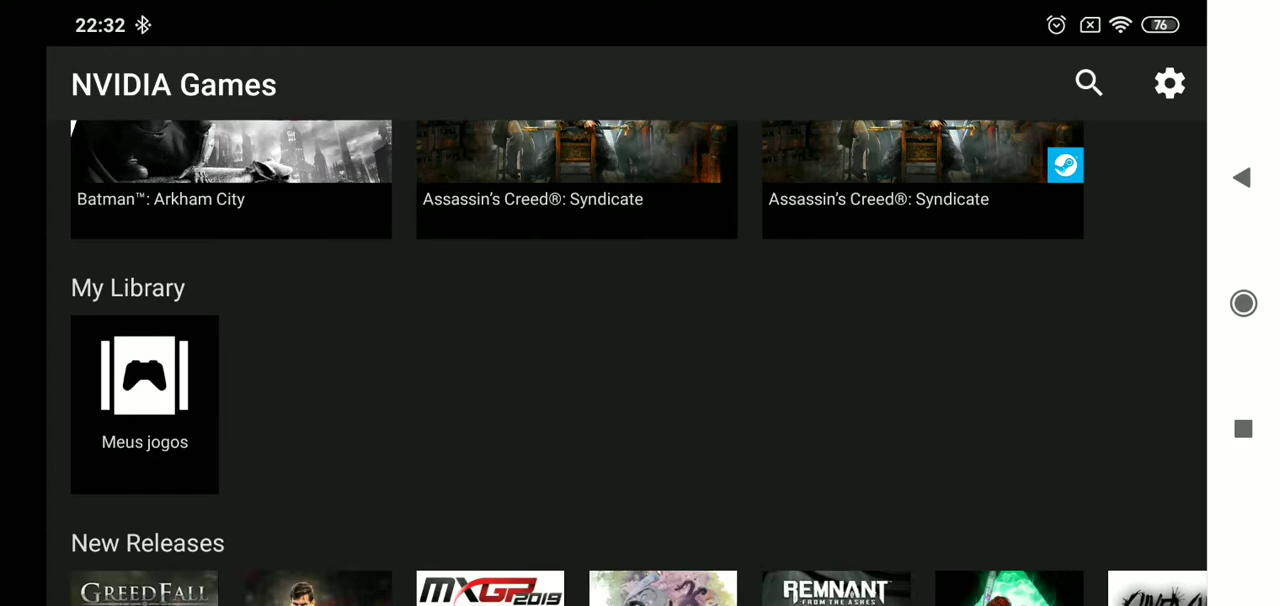 22:32
76
NVIDIA Games
Batman™: Arkham City
Assassin’s Creed®: Syndicate
Assassin’s Creed®: Syndicate
My Library
Meus jogos
New Releases
GREEDFALL
MXGP2019
REMNANT
FROM THE ASHES